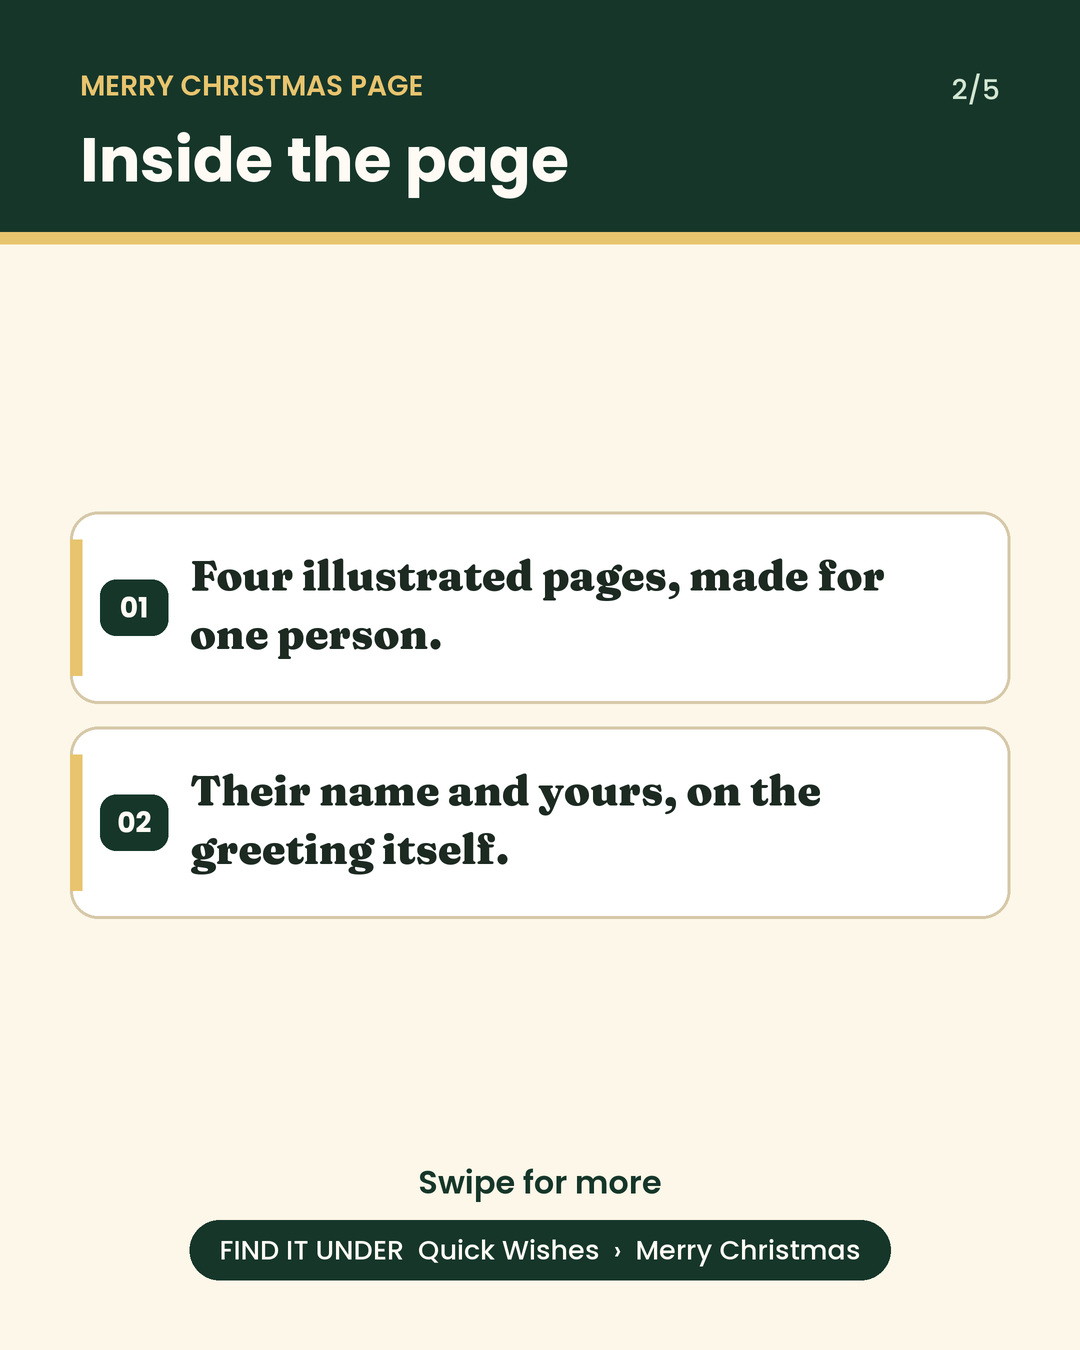 MERRY CHRISTMAS PAGE
2/5
Inside the page
01
Four illustrated pages, made for
one person.
02
Their name and yours, on the
greeting itself.
Swipe for more
FIND IT UNDER Quick Wishes › Merry Christmas